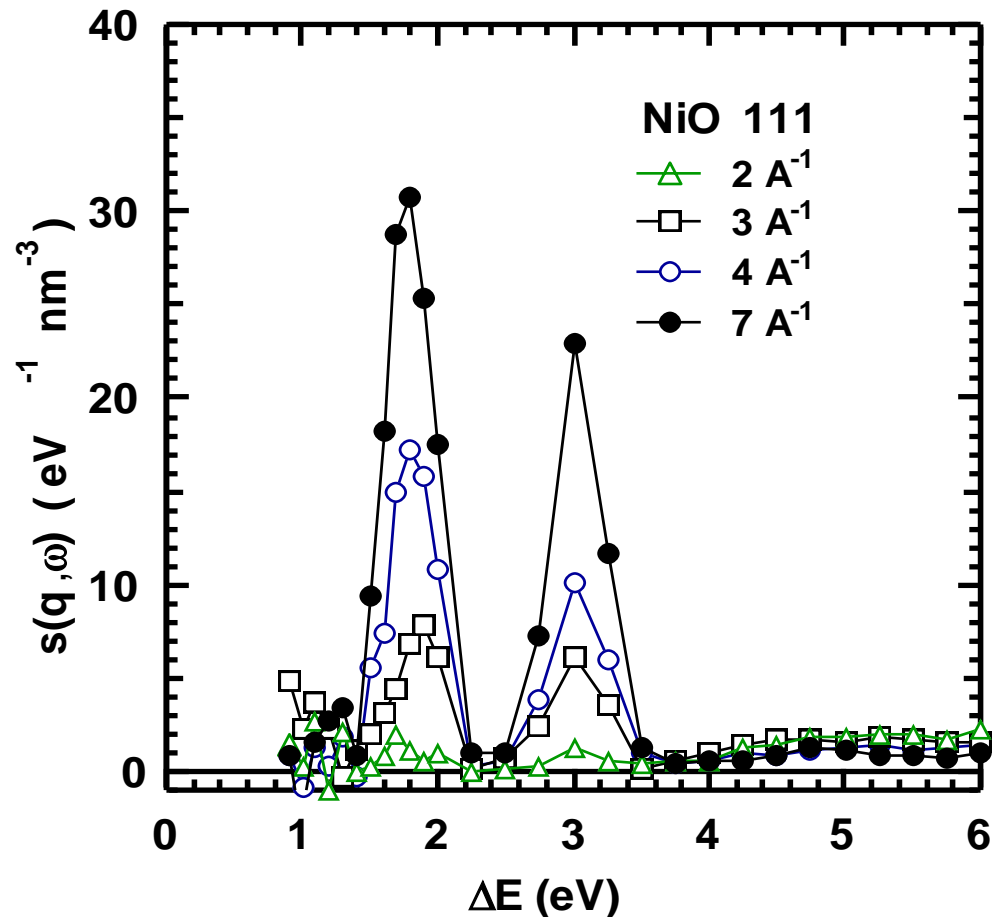 40
30
20
10
0
s(q,ω) (eV⁻¹ nm⁻³)
NiO 111
2 A⁻¹
3 A⁻¹
4 A⁻¹
7 A⁻¹
0 1 2 3 4 5 6
ΔE (eV)